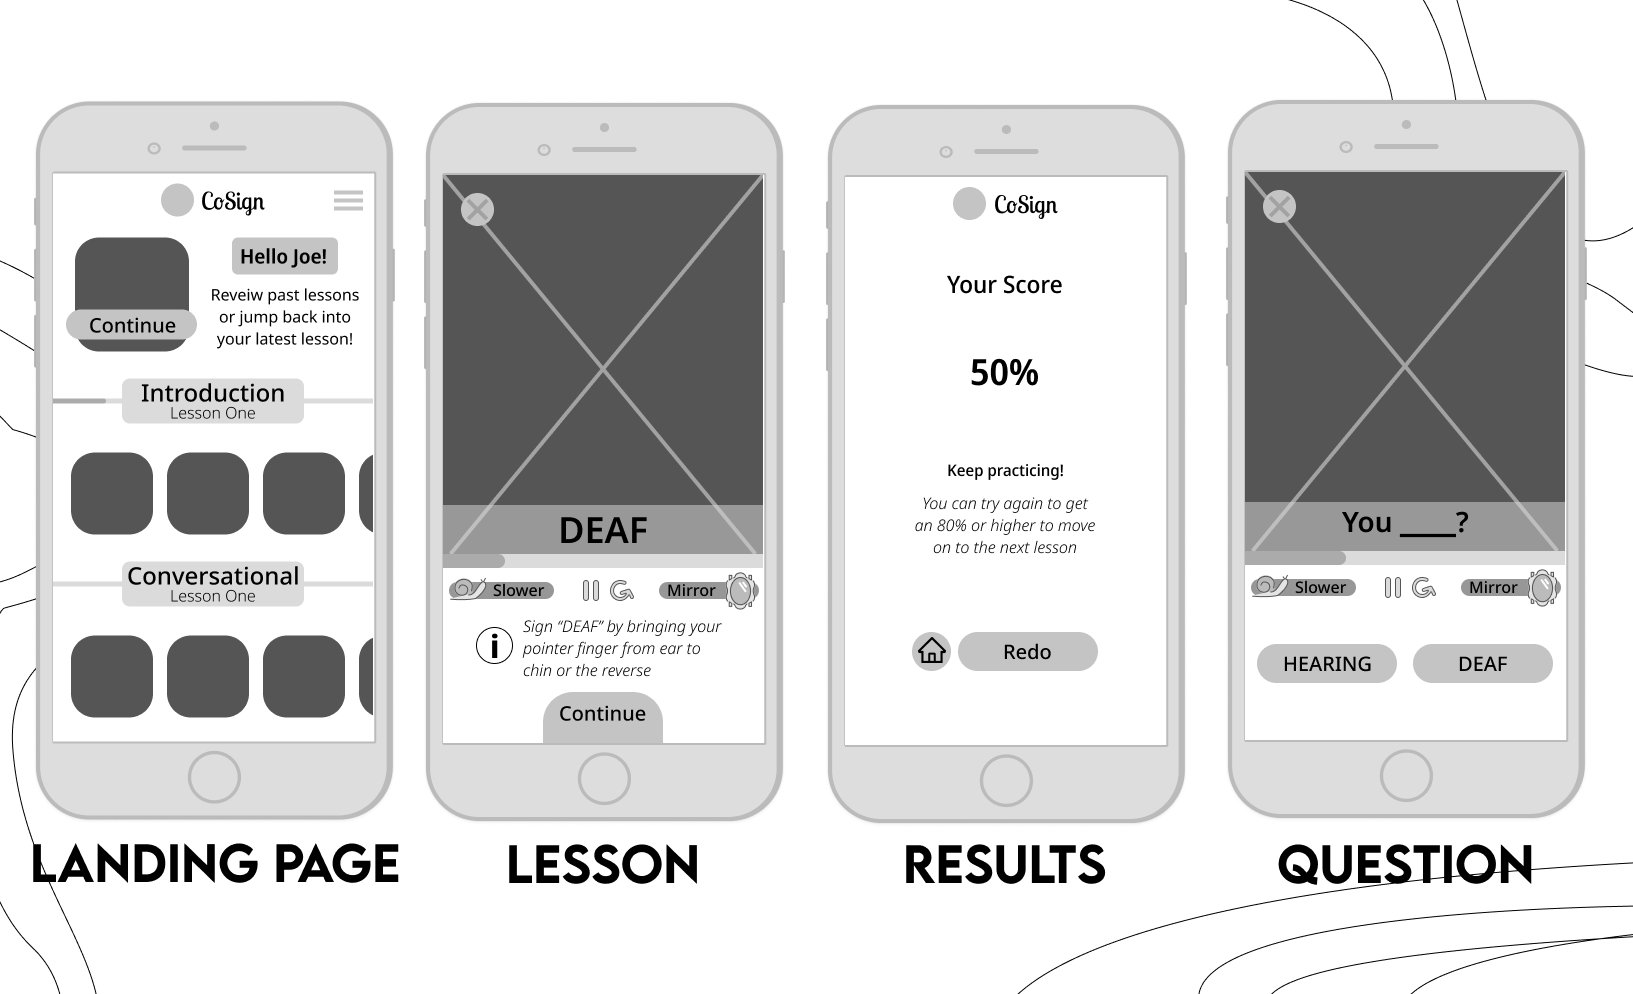 CoSign
Hello Joe!
Reveiw past lessons
or jump back into
your latest lesson!
Continue
Introduction
Lesson One
Conversational
Lesson One
LANDING PAGE
DEAF
Slower
Mirror
i
Sign “DEAF” by bringing your
pointer finger from ear to
chin or the reverse
Continue
LESSON
CoSign
Your Score
50%
Keep practicing!
You can try again to get
an 80% or higher to move
on to the next lesson
Redo
RESULTS
You ____?
Slower
Mirror
HEARING
DEAF
QUESTION